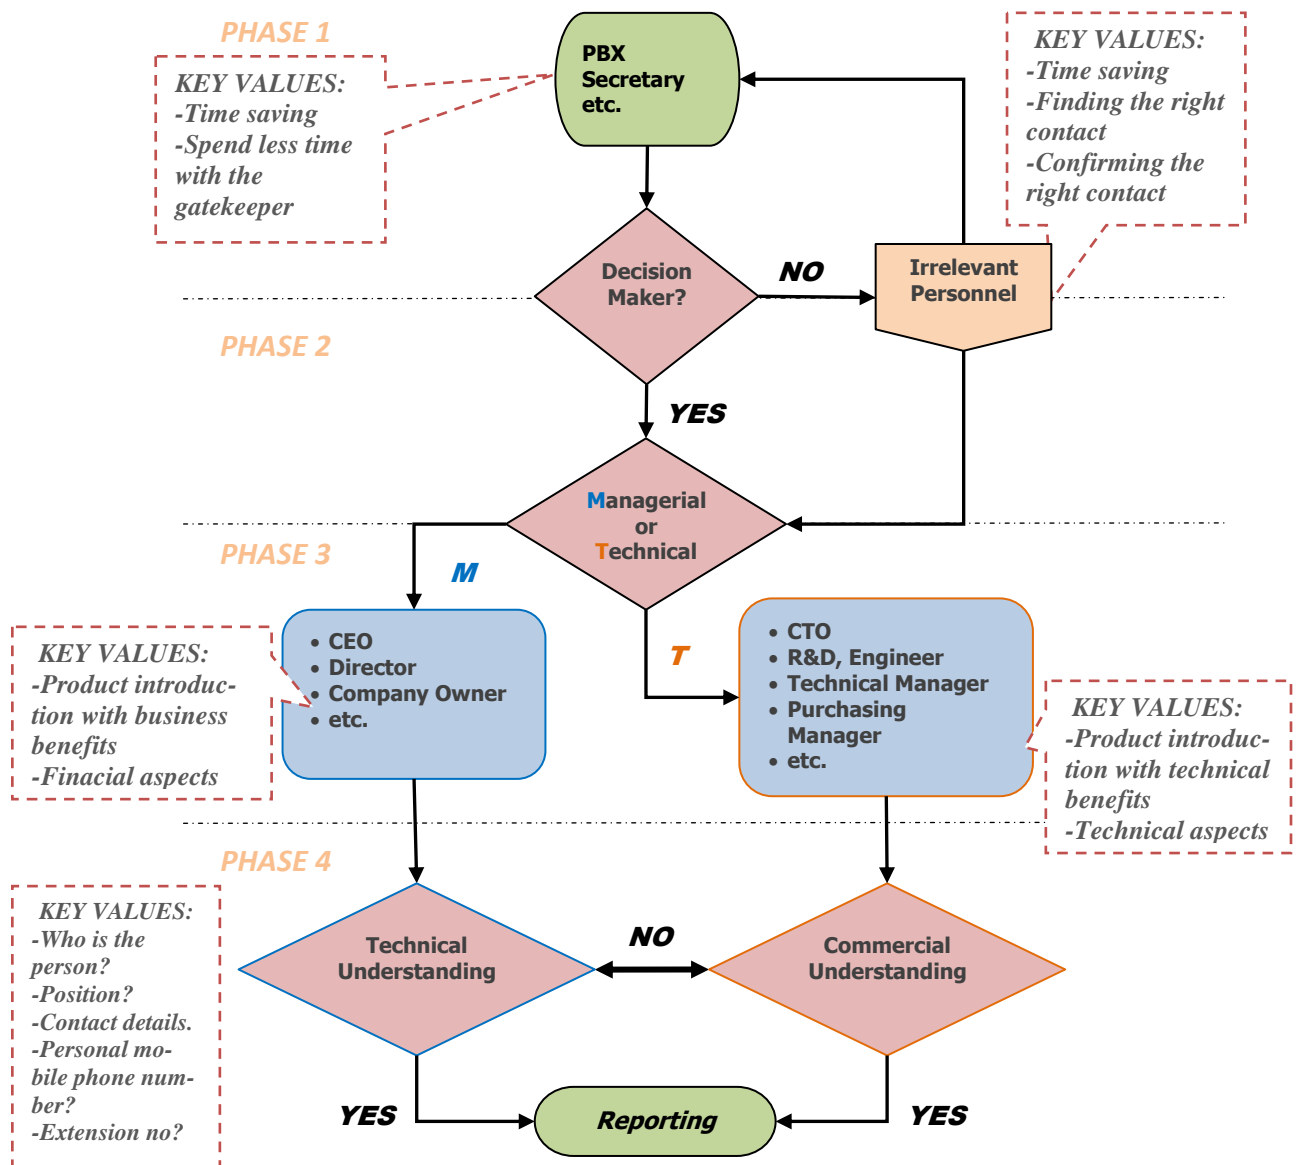 PHASE 1
KEY VALUES:
-Time saving
-Spend less time
with the
gatekeeper
PBX
Secretary
etc.
KEY VALUES:
-Time saving
-Finding the right
contact
-Confirming the
right contact
Decision
Maker?
NO
Irrelevant
Personnel
PHASE 2
YES
Managerial
or
Technical
PHASE 3
M
T
KEY VALUES:
-Product introduc-
tion with business
benefits
-Finacial aspects
• CEO
• Director
• Company Owner
• etc.
• CTO
• R&D, Engineer
• Technical Manager
• Purchasing
Manager
• etc.
KEY VALUES:
-Product introduc-
tion with technical
benefits
-Technical aspects
PHASE 4
KEY VALUES:
-Who is the
person?
-Position?
-Contact details.
-Personal mo-
bile phone num-
ber?
-Extension no?
Technical
Understanding
NO
Commercial
Understanding
YES
Reporting
YES